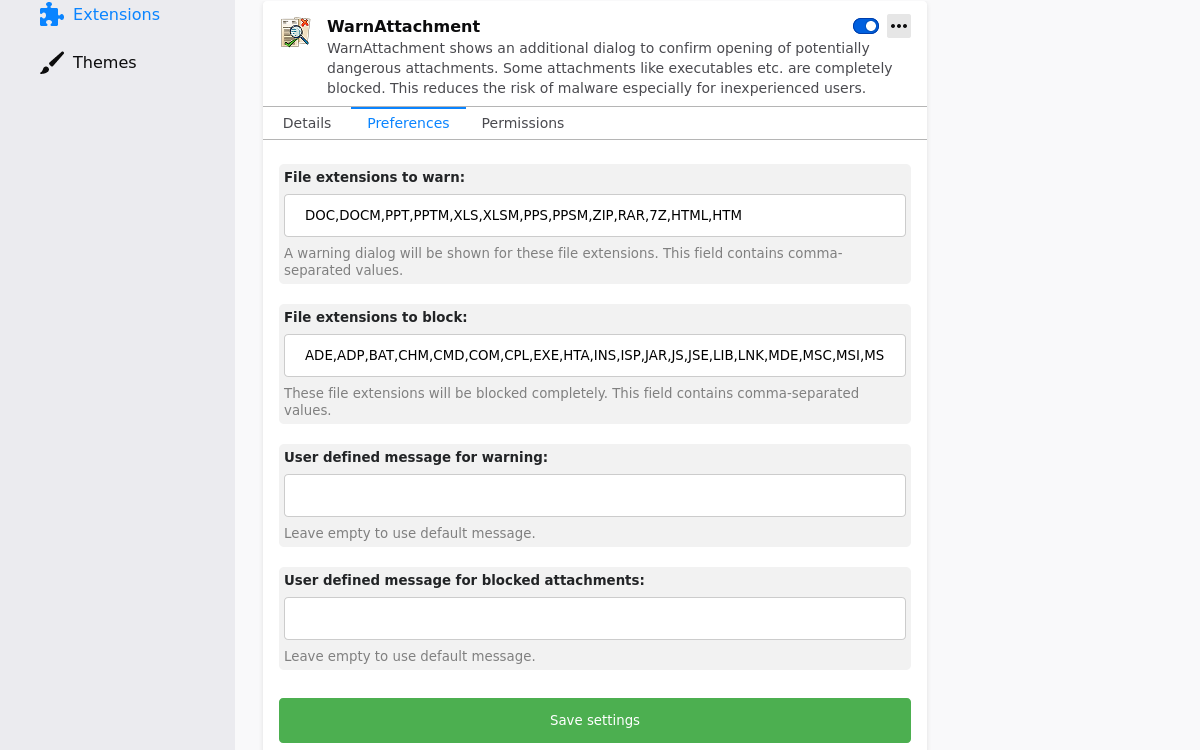 Extensions
Themes
WarnAttachment
WarnAttachment shows an additional dialog to confirm opening of potentially
dangerous attachments. Some attachments like executables etc. are completely
blocked. This reduces the risk of malware especially for inexperienced users.
Details Preferences Permissions
File extensions to warn:
DOC,DOCM,PPT,PPTM,XLS,XLSM,PPS,PPSM,ZIP,RAR,7Z,HTML,HTM
A warning dialog will be shown for these file extensions. This field contains comma-
separated values.
File extensions to block:
ADE,ADP,BAT,CHM,CMD,COM,CPL,EXE,HTA,INS,ISP,JAR,JS,JSE,LIB,LNK,MDE,MSC,MSI,MS
These file extensions will be blocked completely. This field contains comma-separated
values.
User defined message for warning:
Leave empty to use default message.
User defined message for blocked attachments:
Leave empty to use default message.
Save settings